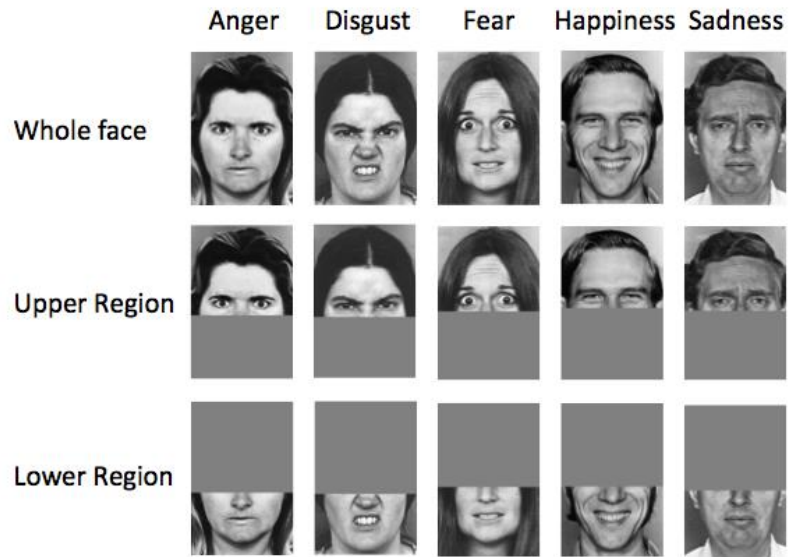 Anger Disgust Fear Happiness Sadness
Whole face
Upper Region
Lower Region